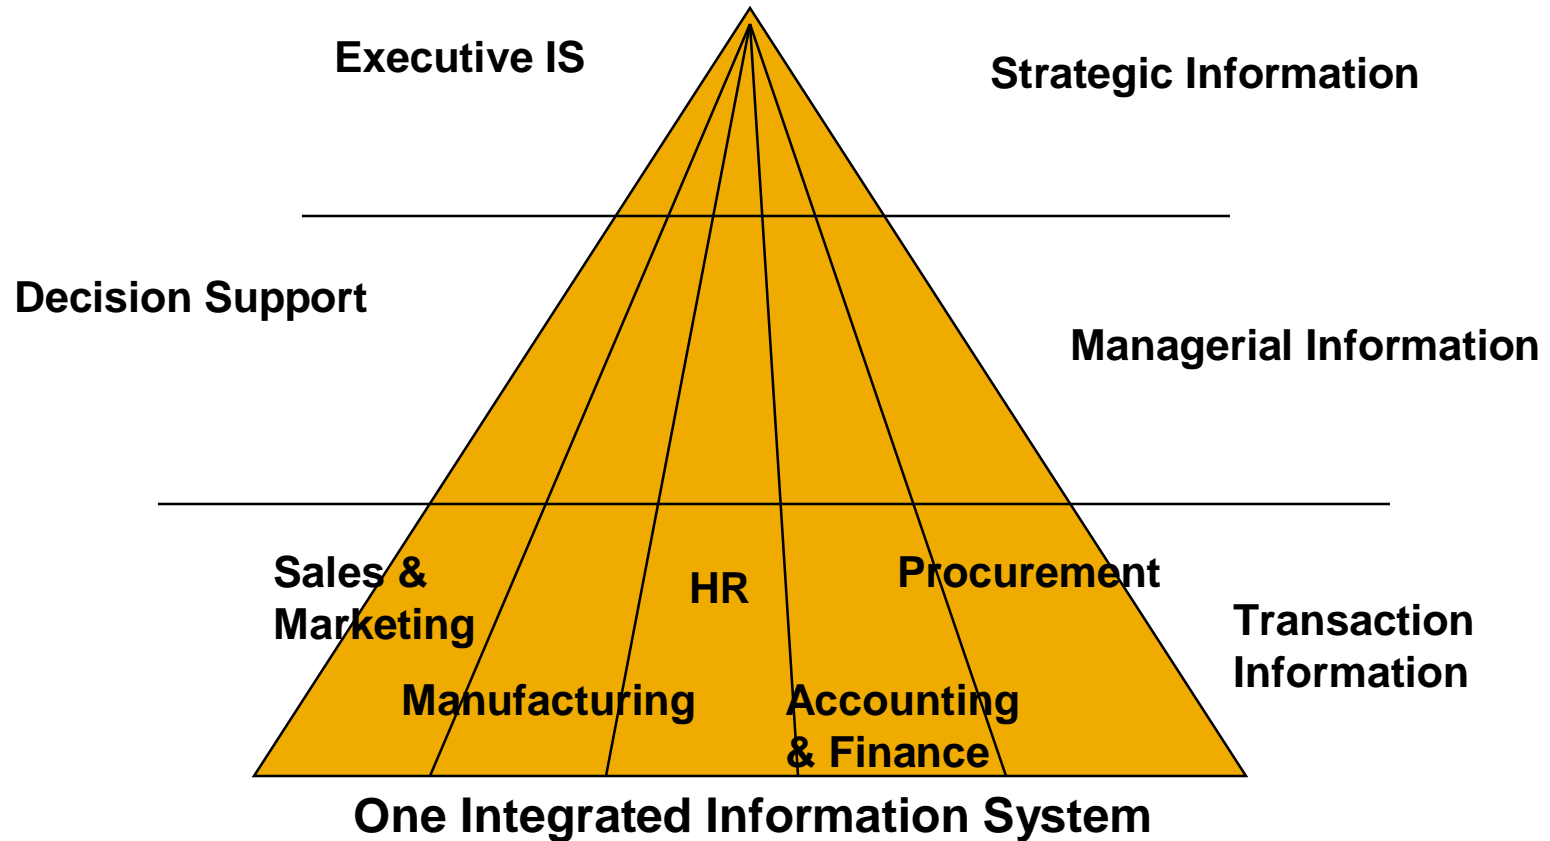 Executive IS
Strategic Information
Decision Support
Managerial Information
Sales &
Marketing
HR
Procurement
Transaction
Information
Manufacturing
Accounting
& Finance
One Integrated Information System